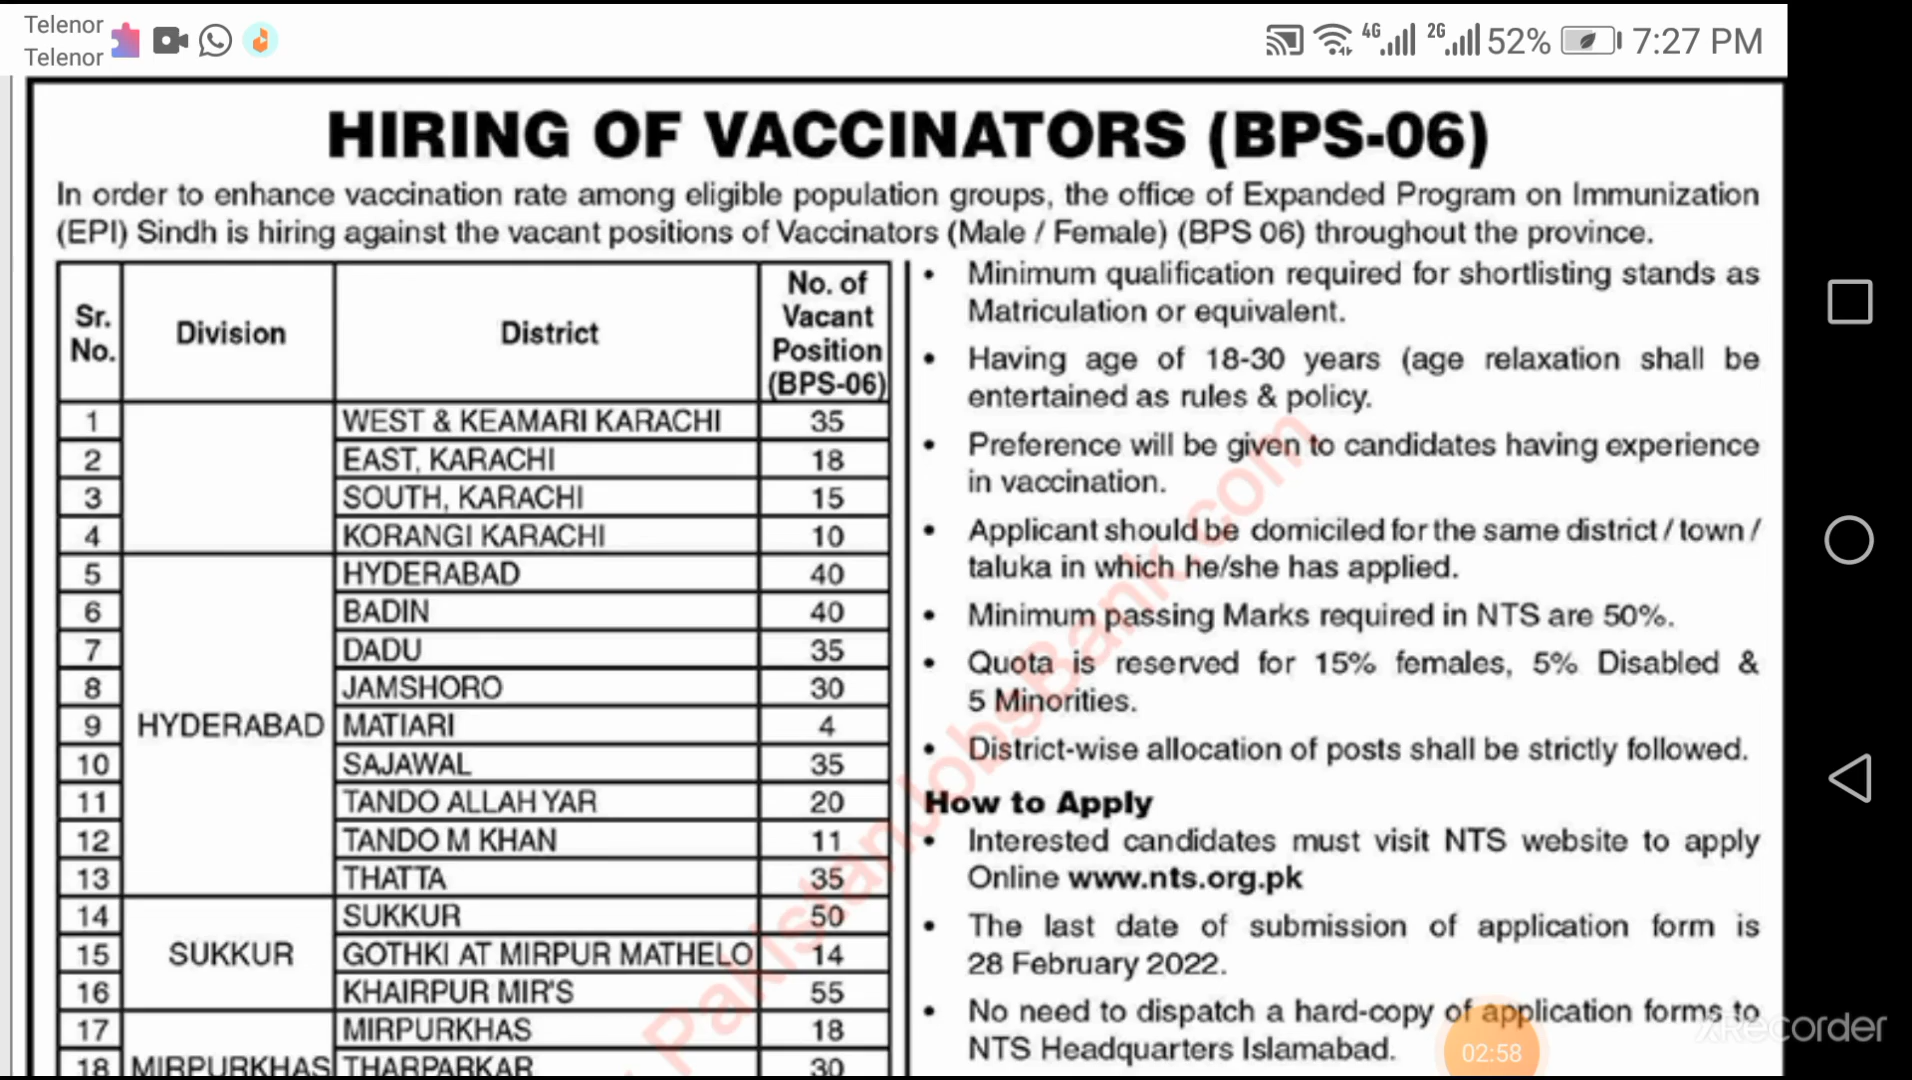 Telenor
Telenor
4G 2G 52% 7:27 PM
HIRING OF VACCINATORS (BPS-06)
In order to enhance vaccination rate among eligible population groups, the office of Expanded Program on Immunization
(EPI) Sindh is hiring against the vacant positions of Vaccinators (Male / Female) (BPS 06) throughout the province.
Sr. No. Division District No. of Vacant Position (BPS-06)
1 WEST & KEAMARI KARACHI 35
2 EAST, KARACHI 18
3 SOUTH, KARACHI 15
4 KORANGI KARACHI 10
5 HYDERABAD 40
6 BADIN 40
7 DADU 35
8 JAMSHORO 30
9 HYDERABAD MATIARI 4
10 SAJAWAL 35
11 TANDO ALLAH YAR 20
12 TANDO M KHAN 11
13 THATTA 35
14 SUKKUR 50
15 SUKKUR GOTHKI AT MIRPUR MATHELO 14
16 KHAIRPUR MIR'S 55
17 MIRPURKHAS 18
18 MIRPURKHAS THARPARKAR 30
• Minimum qualification required for shortlisting stands as
Matriculation or equivalent.
• Having age of 18-30 years (age relaxation shall be
entertained as rules & policy.
• Preference will be given to candidates having experience
in vaccination.
• Applicant should be domiciled for the same district / town /
taluka in which he/she has applied.
• Minimum passing Marks required in NTS are 50%.
• Quota is reserved for 15% females, 5% Disabled &
5 Minorities.
• District-wise allocation of posts shall be strictly followed.
How to Apply
• Interested candidates must visit NTS website to apply
Online www.nts.org.pk
• The last date of submission of application form is
28 February 2022.
• No need to dispatch a hard-copy of application forms to
NTS Headquarters Islamabad.
PakistanJobsBank.com
02:58
XRecorder